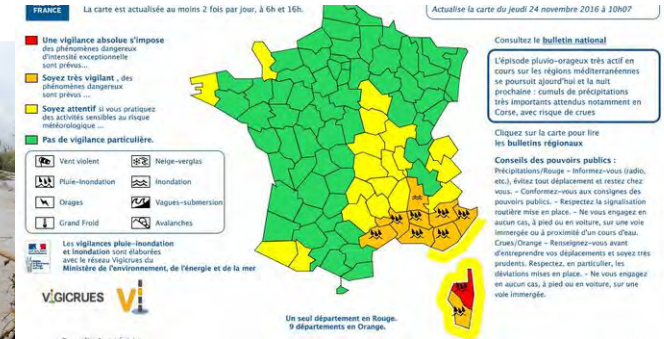 FRANCE
La carte est actualisée au moins 2 fois par jour, à 6h et 16h.
Actualise la carte du jeudi 24 novembre 2016 à 10h07
Une vigilance absolue s'impose
des phénomènes dangereux
d'intensité exceptionnelle
sont prévus...
Soyez très vigilant , des
phénomènes dangereux
sont prévus ...
Soyez attentif si vous pratiquez
des activités sensibles au risque
météorologique ...
Pas de vigilance particulière.
Vent violent
Neige-verglas
Pluie-Inondation
Inondation
Orages
Vagues-submersion
Grand Froid
Avalanches
Les vigilances pluie-inondation
et inondation sont élaborées
avec le réseau Vigicrues du
Ministère de l'environnement, de l'énergie et de la mer
VIGICRUES
Un seul département en Rouge.
9 départements en Orange.
Consultez le bulletin national
L'épisode pluvio-orageux très actif en
cours sur les régions méditerranéennes
se poursuit aujourd'hui et la nuit
prochaine : cumuls de précipitations
très importants attendus notamment en
Corse, avec risque de crues
Cliquez sur la carte pour lire
les bulletins régionaux
Conseils des pouvoirs publics :
Précipitations/Rouge - Informez-vous (radio,
etc.), évitez tout déplacement et restez chez
vous. - Conformez-vous aux consignes des
pouvoirs publics. - Respectez la signalisation
routière mise en place. - Ne vous engagez en
aucun cas, à pied ou en voiture, sur une voie
immergée ou à proximité d'un cours d'eau.
Crues/Orange - Renseignez-vous avant
d'entreprendre vos déplacements et soyez très
prudents. Respectez, en particulier, les
déviations mises en place. - Ne vous engagez
en aucun cas, à pied ou en voiture, sur une
voie immergée.